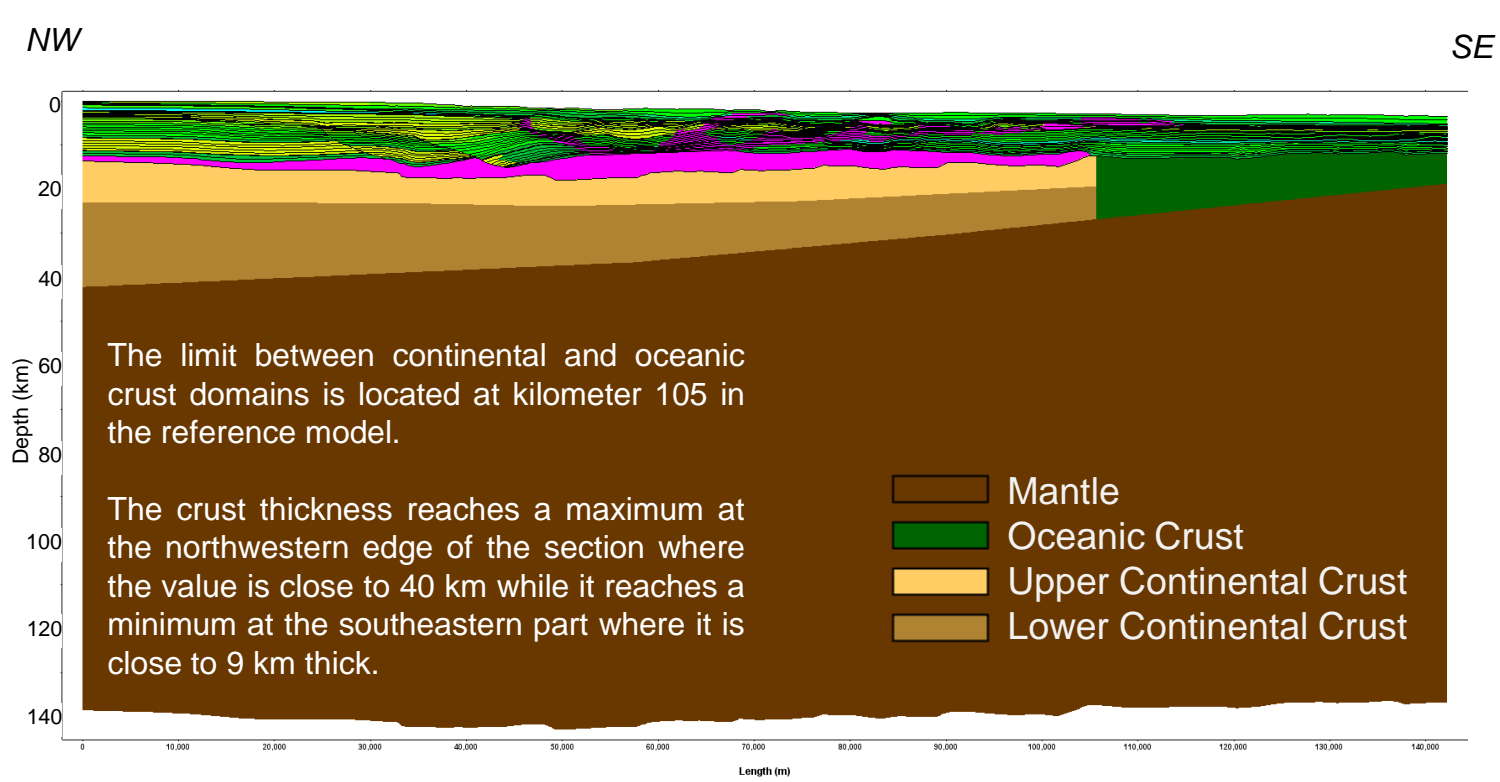 NW
SE
0
20
40
60
80
100
120
140
Depth (km)
The limit between continental and oceanic
crust domains is located at kilometer 105 in
the reference model.
The crust thickness reaches a maximum at
the northwestern edge of the section where
the value is close to 40 km while it reaches a
minimum at the southeastern part where it is
close to 9 km thick.
Mantle
Oceanic Crust
Upper Continental Crust
Lower Continental Crust
0 10,000 20,000 30,000 40,000 50,000 60,000 70,000 80,000 90,000 100,000 110,000 120,000 130,000 140,000
Length (m)